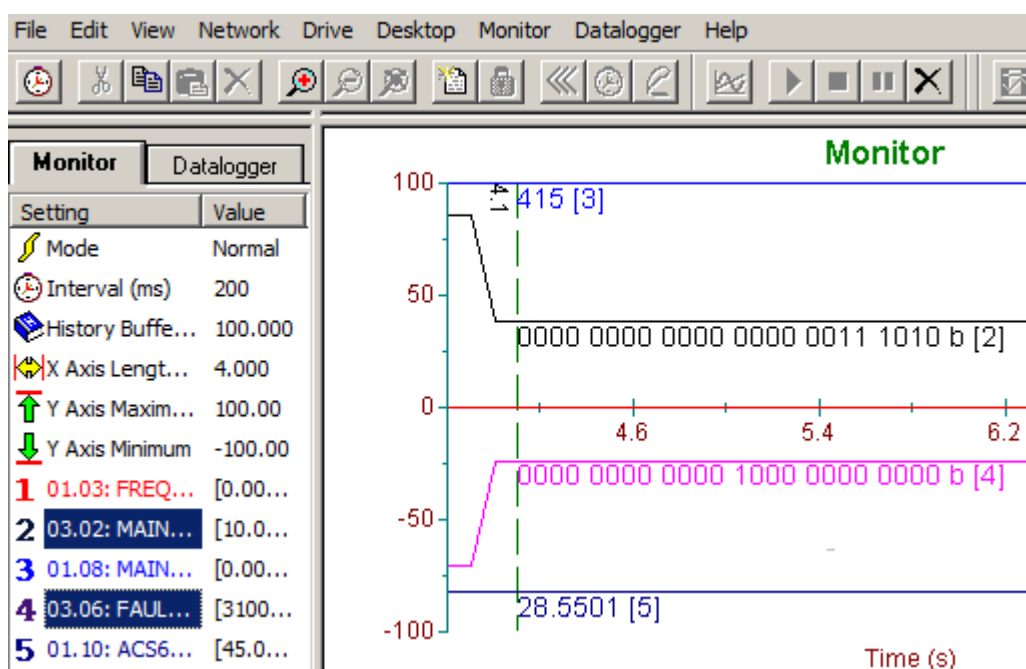 File Edit View Network Drive Desktop Monitor Datalogger Help
Monitor Datalogger
Setting Value
Mode Normal
Interval (ms) 200
History Buffe... 100.000
X Axis Lengt... 4.000
Y Axis Maxim... 100.00
Y Axis Minimum -100.00
1 01.03: FREQ... [0.00...
2 03.02: MAIN... [10.0...
3 01.08: MAIN... [0.00...
4 03.06: FAUL... [3100...
5 01.10: ACS6... [45.0...
Monitor
100
4.1
415 [3]
50
0000 0000 0000 0000 0011 1010 b [2]
0
4.6 5.4 6.2
0000 0000 0000 1000 0000 0000 b [4]
-50
28.5501 [5]
-100
Time (s)